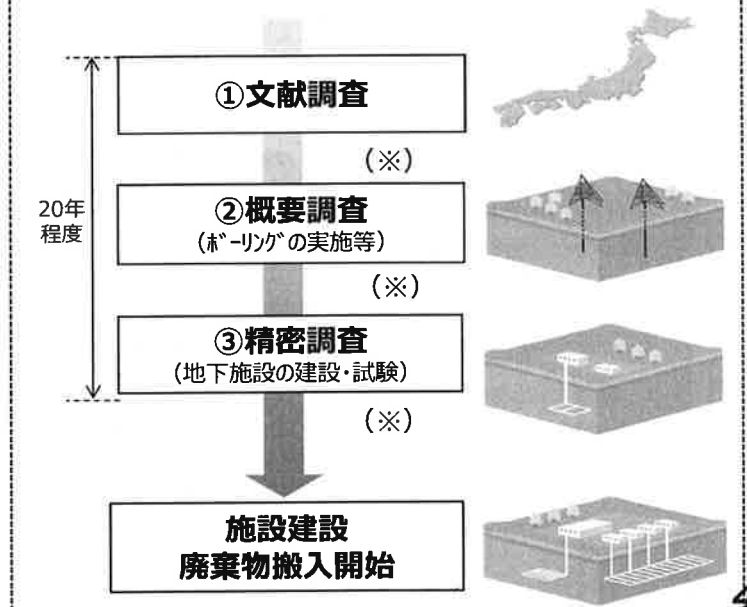 ①文献調査
(※)
20年
程度
②概要調査
(ﾎﾞｰﾘﾝｸﾞの実施等)
(※)
③精密調査
(地下施設の建設・試験)
(※)
施設建設
廃棄物搬入開始